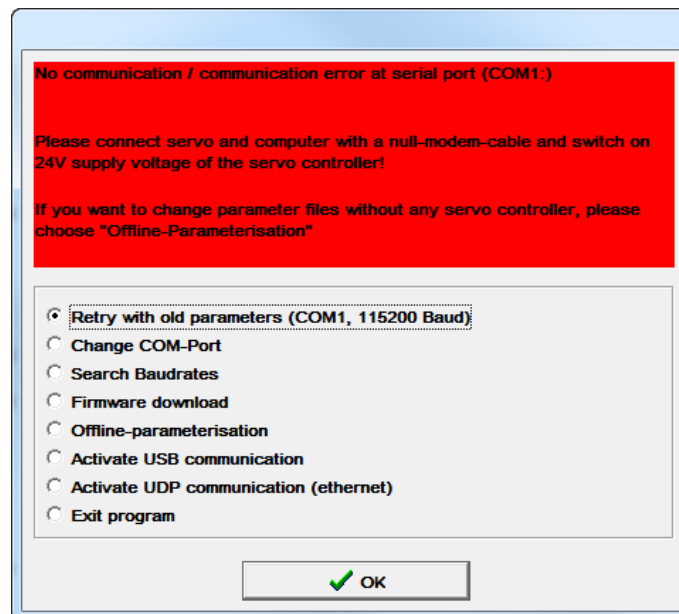 No communication / communication error at serial port (COM1:)
Please connect servo and computer with a null-modem-cable and switch on
24V supply voltage of the servo controller!
If you want to change parameter files without any servo controller, please
choose "Offline-Parameterisation"
Retry with old parameters (COM1, 115200 Baud)
Change COM-Port
Search Baudrates
Firmware download
Offline-parameterisation
Activate USB communication
Activate UDP communication (ethernet)
Exit program
OK